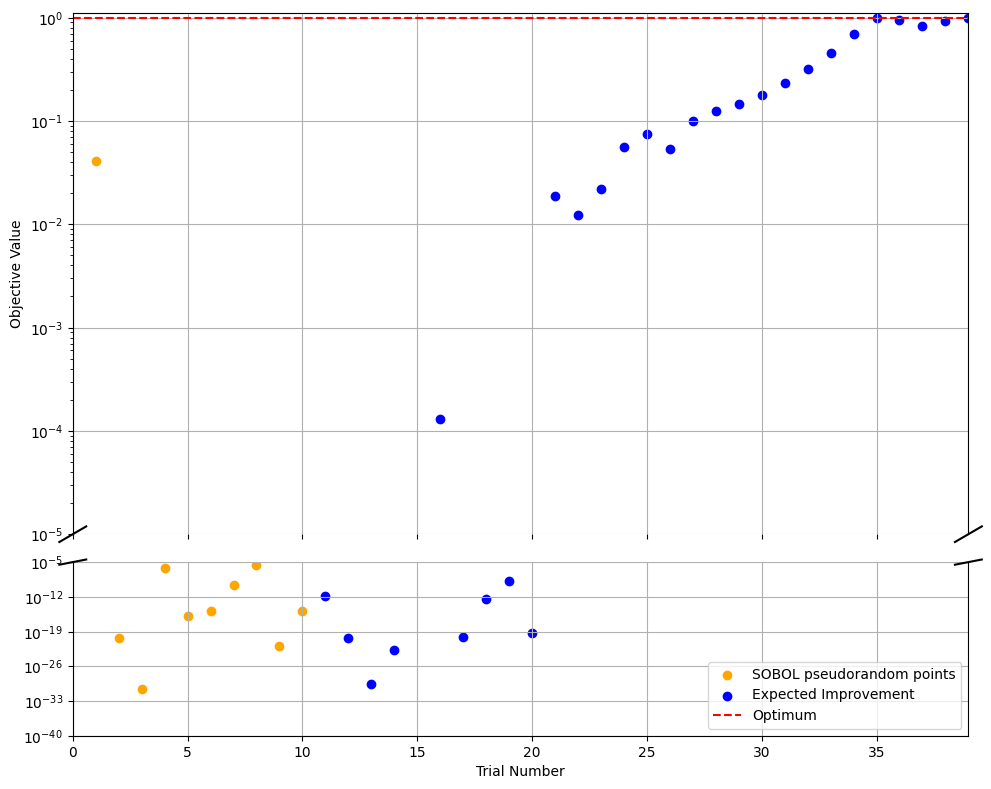 10⁰
10⁻¹
10⁻²
10⁻³
10⁻⁴
10⁻⁵
Objective Value
10⁻⁵
10⁻¹²
10⁻¹⁹
10⁻²⁶
10⁻³³
10⁻⁴⁰
SOBOL pseudorandom points
Expected Improvement
Optimum
0 5 10 15 20 25 30 35
Trial Number